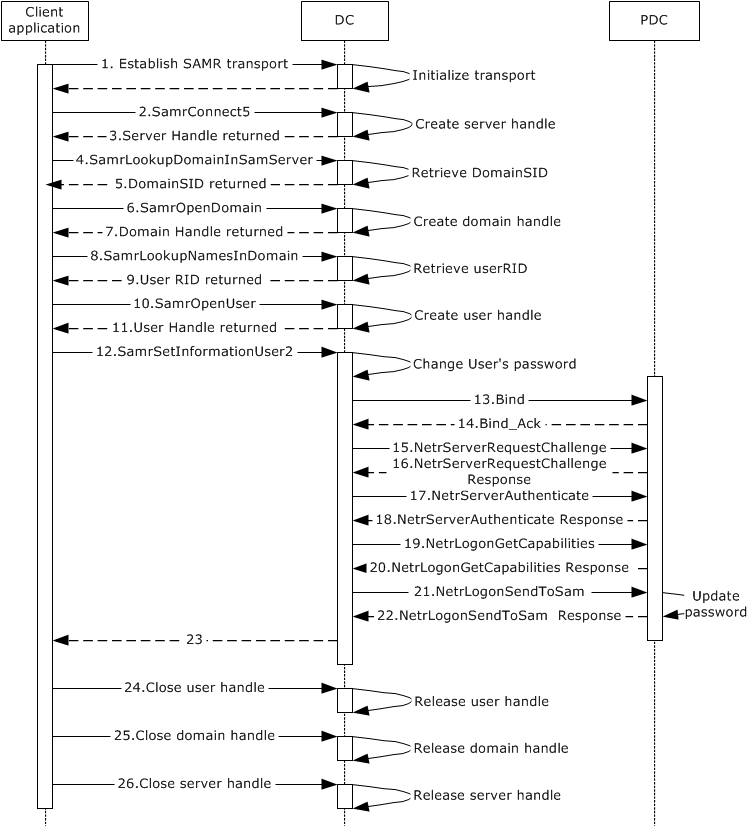 Client
application
DC
PDC
1. Establish SAMR transport
Initialize transport
2.SamrConnect5
Create server handle
3.Server Handle returned
4.SamrLookupDomainInSamServer
Retrieve DomainSID
5.DomainSID returned
6.SamrOpenDomain
Create domain handle
7.Domain Handle returned
8.SamrLookupNamesInDomain
Retrieve userRID
9.User RID returned
10.SamrOpenUser
Create user handle
11.User Handle returned
12.SamrSetInformationUser2
Change User's password
13.Bind
14.Bind_Ack
15.NetrServerRequestChallenge
16.NetrServerRequestChallenge
Response
17.NetrServerAuthenticate
18.NetrServerAuthenticate Response
19.NetrLogonGetCapabilities
20.NetrLogonGetCapabilities Response
21.NetrLogonSendToSam
Update
password
22.NetrLogonSendToSam  Response
23
24.Close user handle
Release user handle
25.Close domain handle
Release domain handle
26.Close server handle
Release server handle